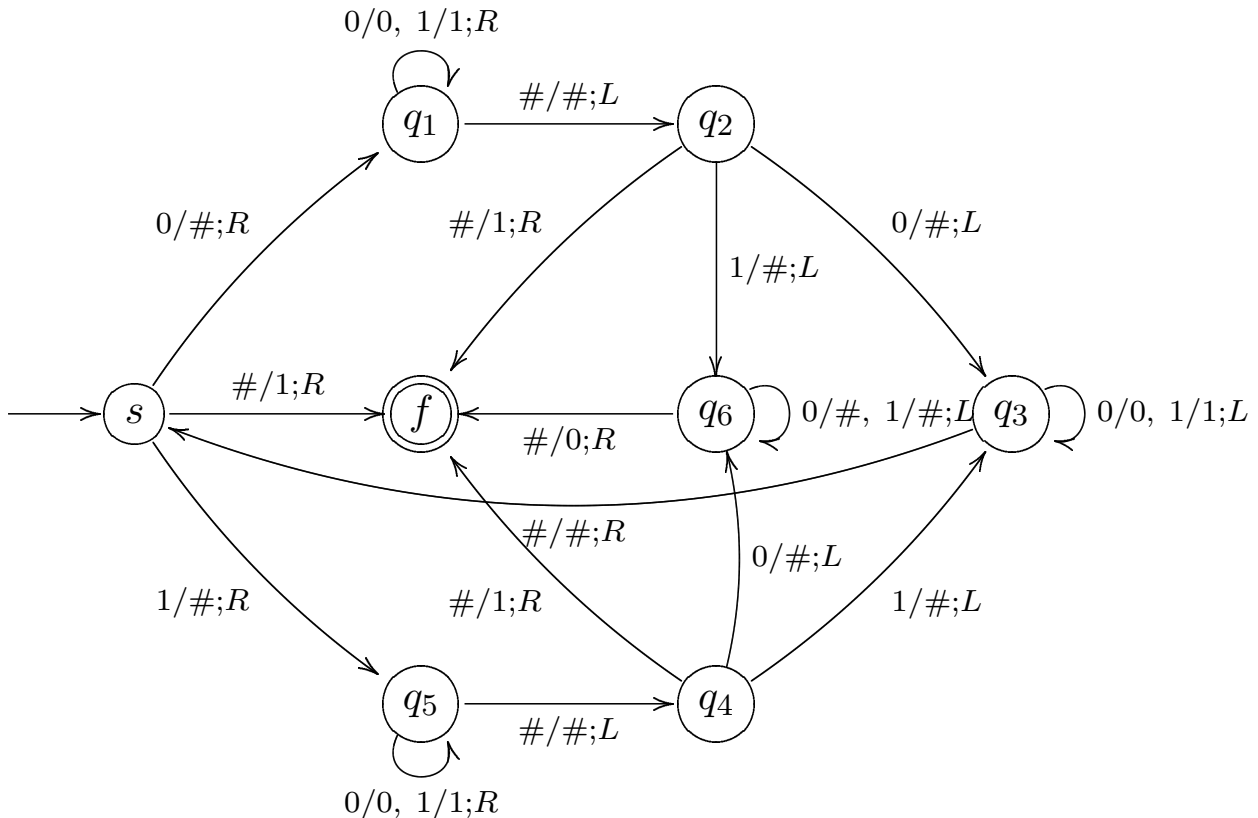 0/0, 1/1;R
q1
#/#;L
q2
0/#;R
#/1;R
0/#;L
1/#;L
s
#/1;R
f
#/0;R
q6
0/#, 1/#;L
q3
0/0, 1/1;L
#/#;R
0/#;L
1/#;R
#/1;R
1/#;L
q5
#/#;L
q4
0/0, 1/1;R